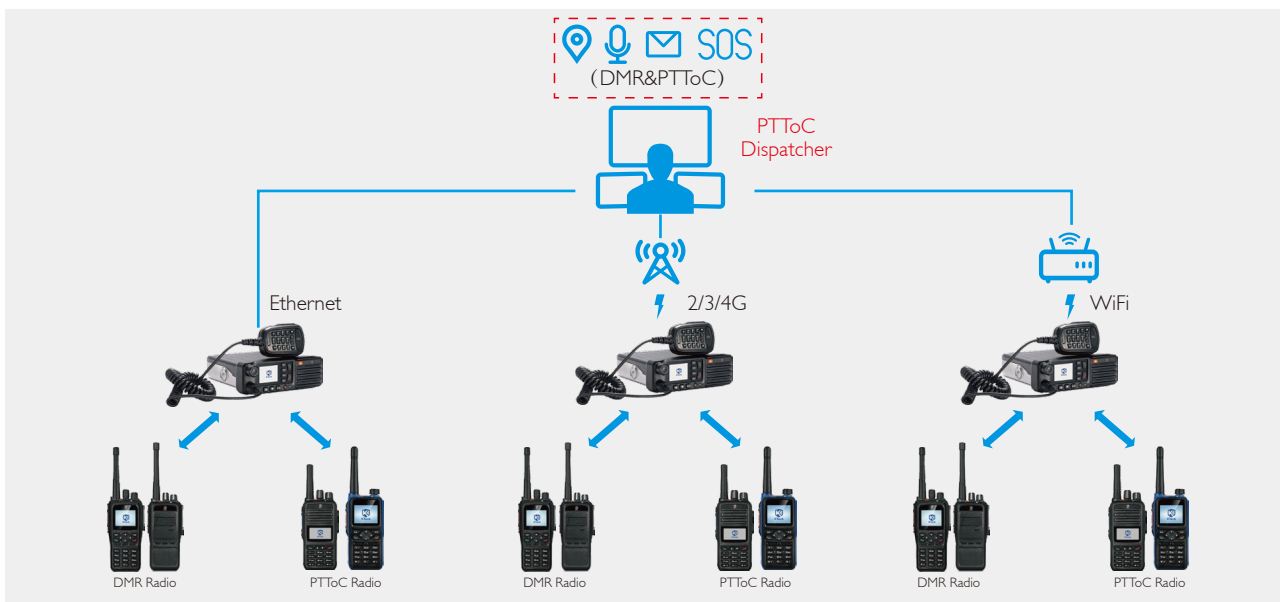 SOS
(DMR&PTToC)
PTToC
Dispatcher
Ethernet
2/3/4G
WiFi
DMR Radio
PTToC Radio
DMR Radio
PTToC Radio
DMR Radio
PTToC Radio